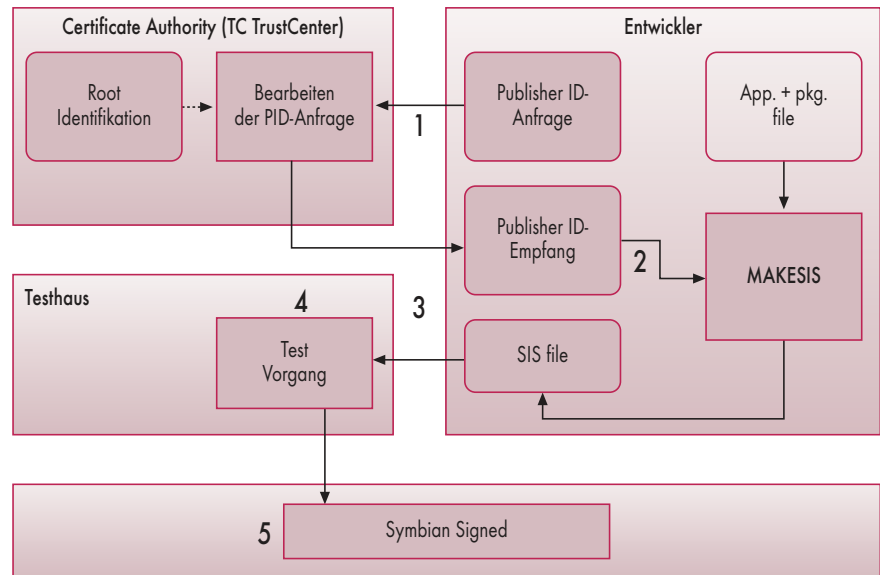 Certificate Authority (TC TrustCenter)
Root
Identifikation
Bearbeiten
der PID-Anfrage
1
Entwickler
Publisher ID-
Anfrage
App. + pkg.
file
Publisher ID-
Empfang
2
MAKESIS
Testhaus
4
Test
Vorgang
3
SIS file
5
Symbian Signed